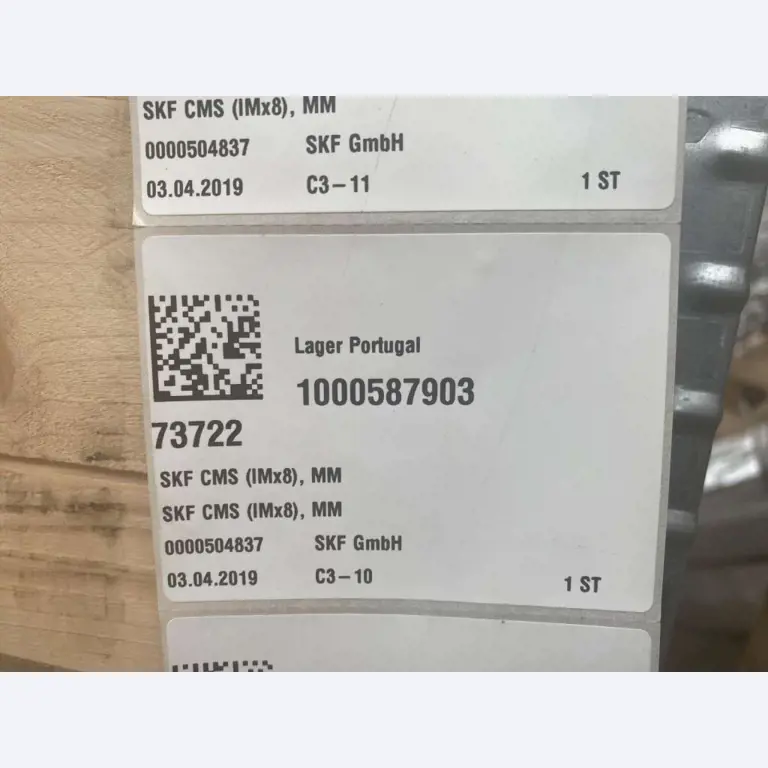 SKF CMS (IMx8), MM
0000504837 SKF GmbH
03.04.2019 C3-11 1 ST
Lager Portugal
1000587903
73722
SKF CMS (IMx8), MM
SKF CMS (IMx8), MM
0000504837 SKF GmbH
03.04.2019 C3-10 1 ST